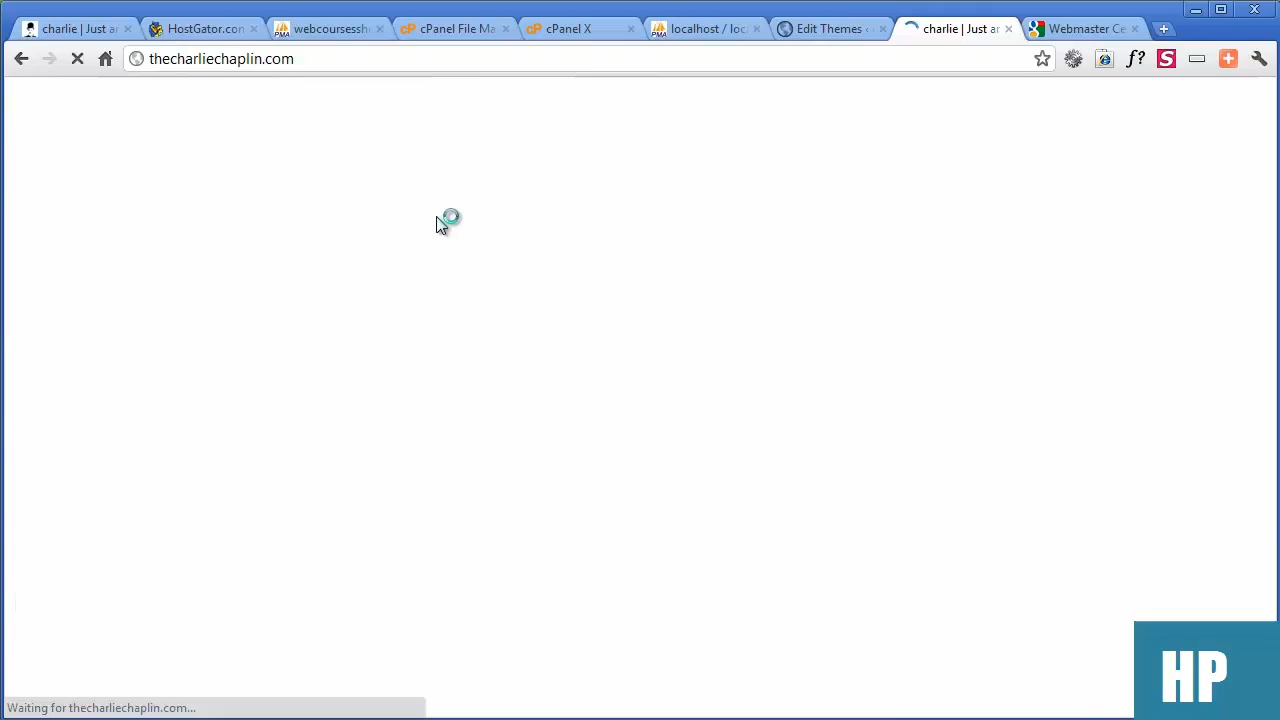 charlie | Just ar
HostGator.con
webcoursessh
cPanel File Ma
cPanel X
localhost / loc
Edit Themes
charlie | Just ar
Webmaster Ce
thecharliechaplin.com
f?
S
Waiting for thecharliechaplin.com...
HP